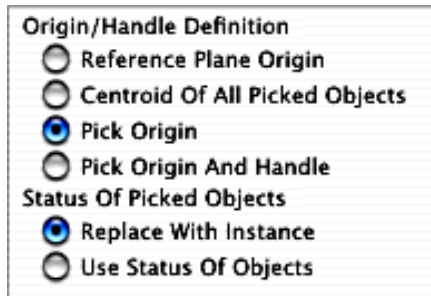 Origin/Handle Definition
Reference Plane Origin
Centroid Of All Picked Objects
Pick Origin
Pick Origin And Handle
Status Of Picked Objects
Replace With Instance
Use Status Of Objects